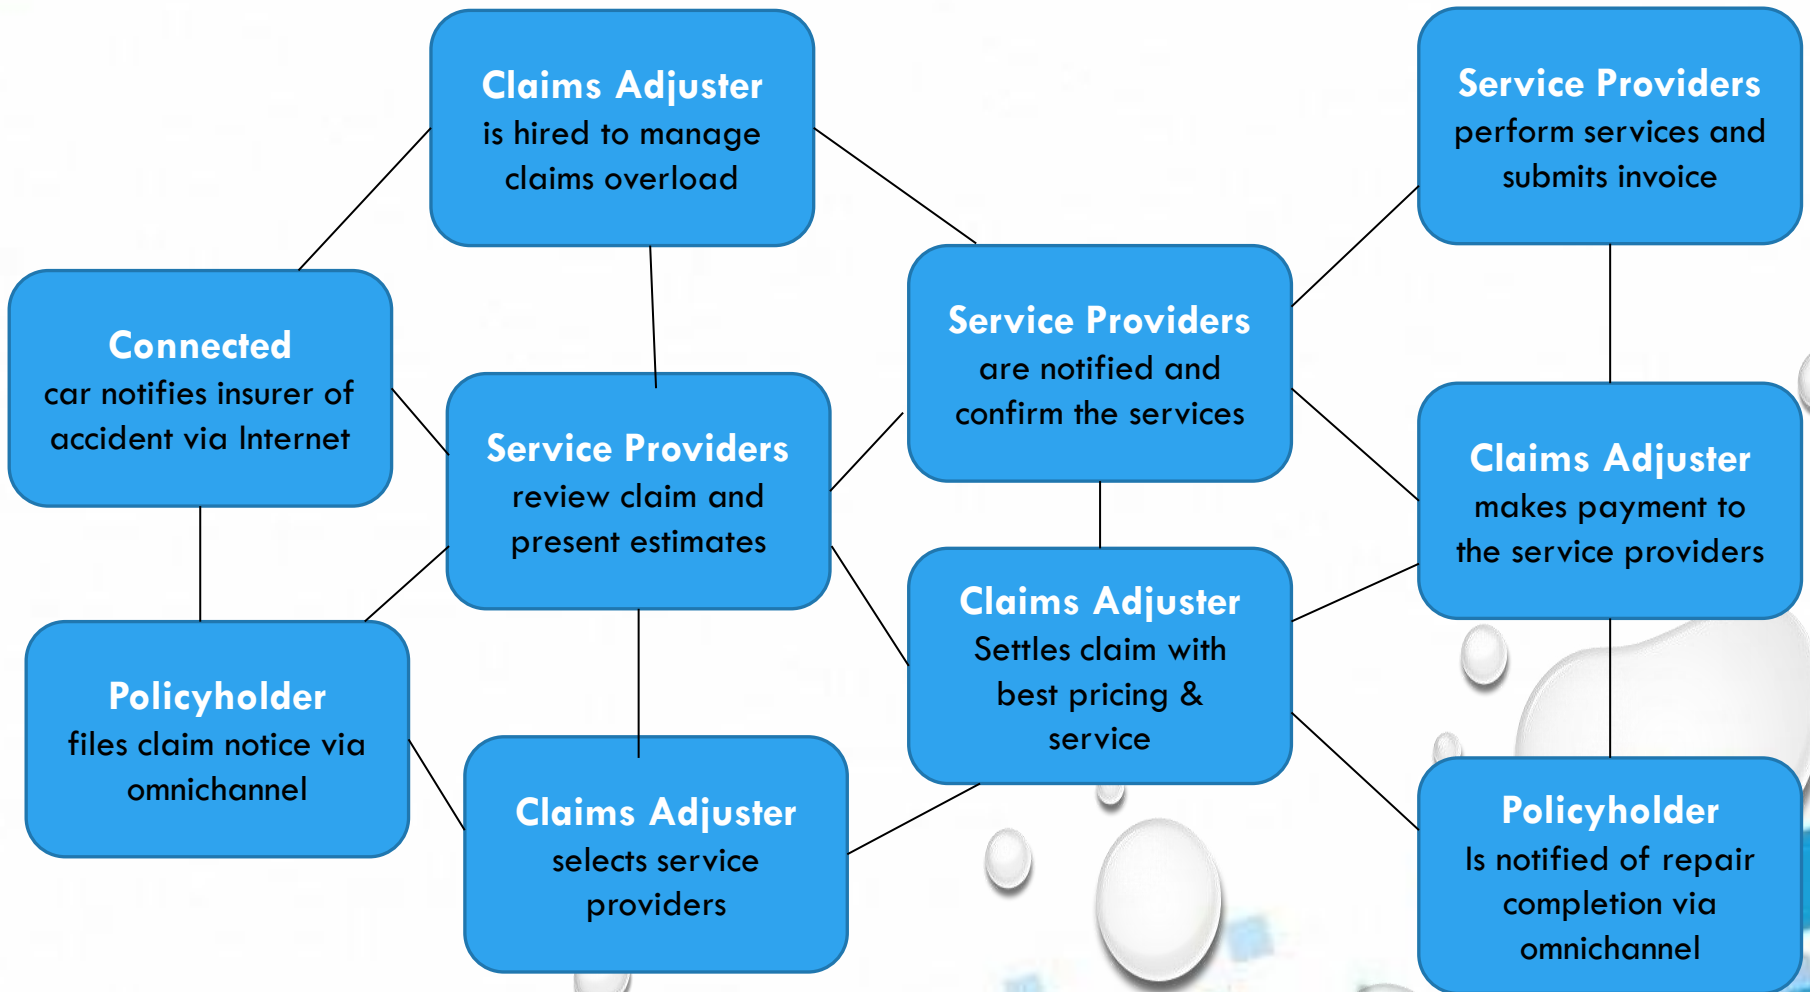 Claims Adjuster
is hired to manage
claims overload
Service Providers
perform services and
submits invoice
Connected
car notifies insurer of
accident via Internet
Service Providers
are notified and
confirm the services
Service Providers
review claim and
present estimates
Claims Adjuster
makes payment to
the service providers
Policyholder
files claim notice via
omnichannel
Claims Adjuster
Settles claim with
best pricing &
service
Claims Adjuster
selects service
providers
Policyholder
Is notified of repair
completion via
omnichannel